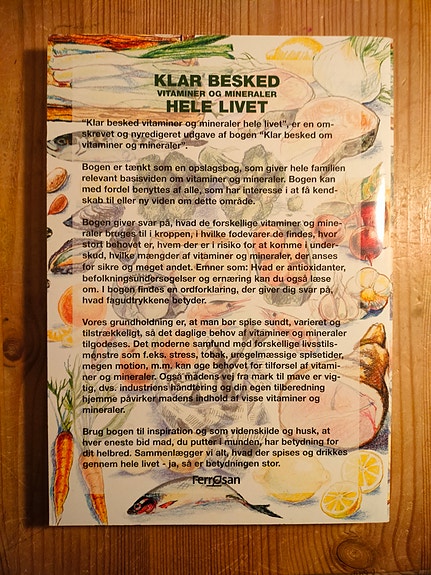 KLAR BESKED
VITAMINER OG MINERALER
HELE LIVET
"Klar besked vitaminer og mineraler hele livet", er en om-
skrevet og nyredigeret udgave af bogen "Klar besked om
vitaminer og mineraler".
Bogen er tænkt som en opslagsbog, som giver hele familien
relevant basisviden om vitaminer og mineraler. Bogen kan
med fordel benyttes af alle, som har interesse i at få kend-
skab til eller ny viden om dette område.
Bogen giver svar på, hvad de forskellige vitaminer og mine-
raler bruges til i kroppen, i hvilke fødevarer de findes, hvor
stort behovet er, hvem der er i risiko for at komme i under-
skud, hvilke mængder af vitaminer og mineraler, der anses
for sikre og meget andet. Emner som: Hvad er antioxidanter,
befolkningsundersøgelser og ernæring kan du også læse
om. I bogen findes en ordforklaring, der giver dig svar på,
hvad fagudtrykkene betyder.
Vores grundholdning er, at man bør spise sundt, varieret og
tilstrækkeligt, så det daglige behov af vitaminer og mineraler
tilgodeses. Det moderne samfund med forskellige livsstils-
mønstre som f.eks. stress, tobak, uregelmæssige spisetider,
megen motion, m.m. kan øge behovet for tilførsel af vitami-
ner og mineraler. Også madens vej fra mark til mave er vig-
tig, dvs. industriens håndtering og din egen tilberedning
hjemme påvirker madens indhold af visse vitaminer og
mineraler.
Brug bogen til inspiration og som videnskilde og husk, at
hver eneste bid mad, du putter i munden, har betydning for
dit helbred. Sammenlægger vi alt, hvad der spises og drikkes
gennem hele livet - ja, så er betydningen stor.
Ferrosan